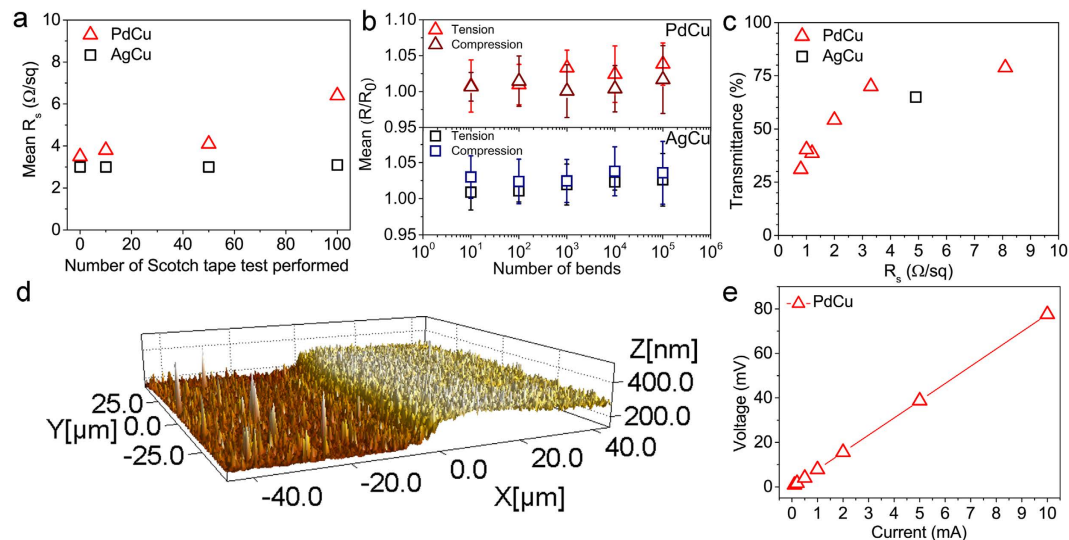 a
10
8
6
4
2
0
Mean Rs (Ω/sq)
PdCu
AgCu
0 20 40 60 80 100
Number of Scotch tape test performed
b
1.10
1.05
1.00
0.95
1.05
1.00
0.95
Mean (R/R0)
Tension
Compression
PdCu
Tension
Compression
AgCu
10^0 10^1 10^2 10^3 10^4 10^5 10^6
Number of bends
c
100
75
50
25
0
Transmittance (%)
PdCu
AgCu
0 1 2 3 4 5 6 7 8 9 10
Rs (Ω/sq)
d
Z[nm]
400.0
200.0
25.0
0.0
-25.0
Y[µm]
-40.0
-20.0
0.0
20.0
40.0
X[µm]
e
80
60
40
20
0
Voltage (mV)
PdCu
0 1 2 3 4 5 6 7 8 9 10
Current (mA)